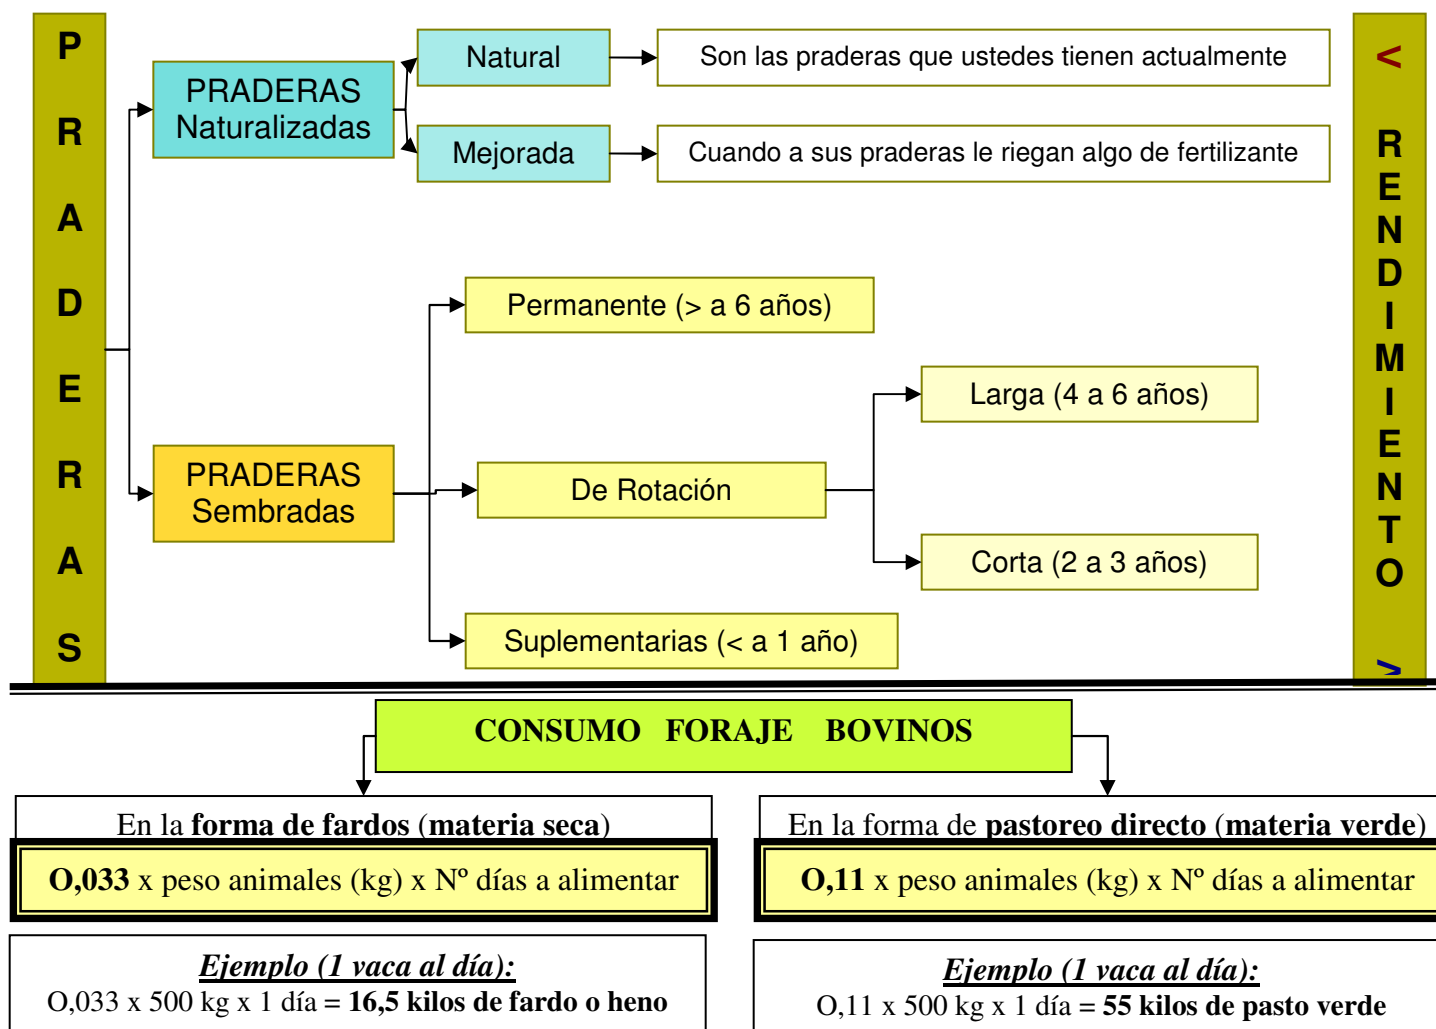 PRADERAS
PRADERAS
Naturalizadas
Natural
Son las praderas que ustedes tienen actualmente
Mejorada
Cuando a sus praderas le riegan algo de fertilizante
PRADERAS
Sembradas
Permanente (> a 6 años)
De Rotación
Larga (4 a 6 años)
Corta (2 a 3 años)
Suplementarias (< a 1 año)
< RENDIMIENTO >
CONSUMO FORAJE BOVINOS
En la forma de fardos (materia seca)
O,033 x peso animales (kg) x Nº días a alimentar
Ejemplo (1 vaca al día):
O,033 x 500 kg x 1 día = 16,5 kilos de fardo o heno
En la forma de pastoreo directo (materia verde)
O,11 x peso animales (kg) x Nº días a alimentar
Ejemplo (1 vaca al día):
O,11 x 500 kg x 1 día = 55 kilos de pasto verde